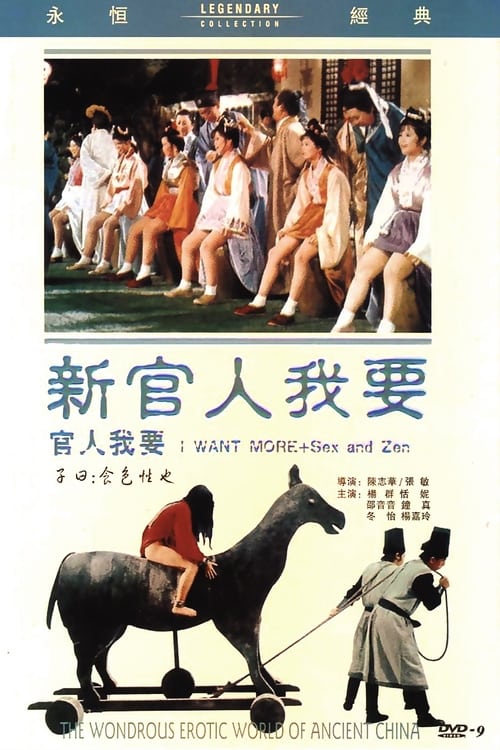 永恒
LEGENDARY
COLLECTION
經典
新官人我要
官人我要 I WANT MORE+Sex and Zen
子曰:食色性也
導演:陳志華/張敏
主演:楊群恬妮
邵音音鐘真
冬怡楊嘉玲
THE WONDROUS EROTIC WORLD OF ANCIENT CHINA
DVD-9
VIDEO